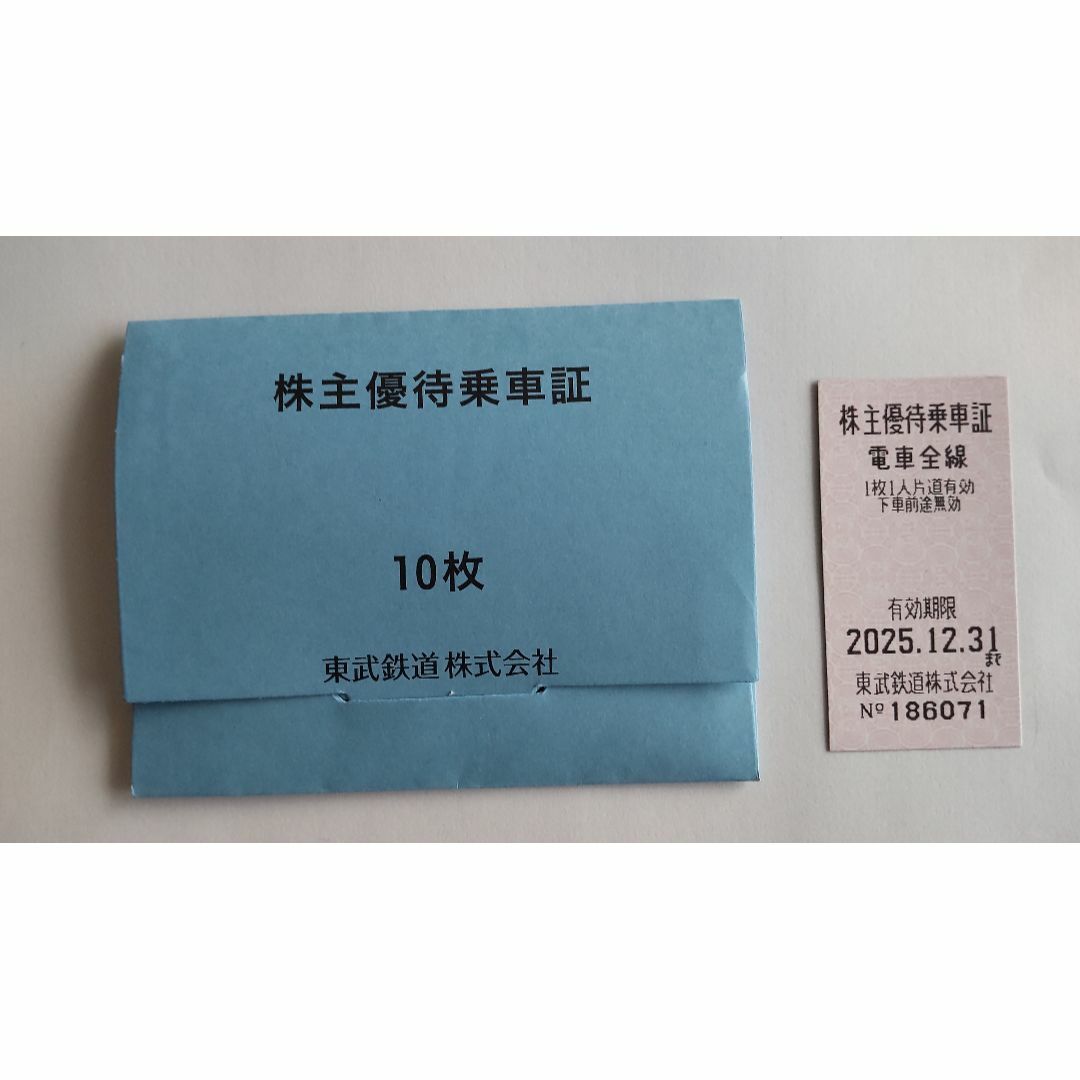 株主優待乗車証
10枚
東武鉄道株式会社
株主優待乗車証
電車全線
1枚1人片道有効
下車前途無効
有効期限
2025.12.31
まで
東武鉄道株式会社
Nº 186071